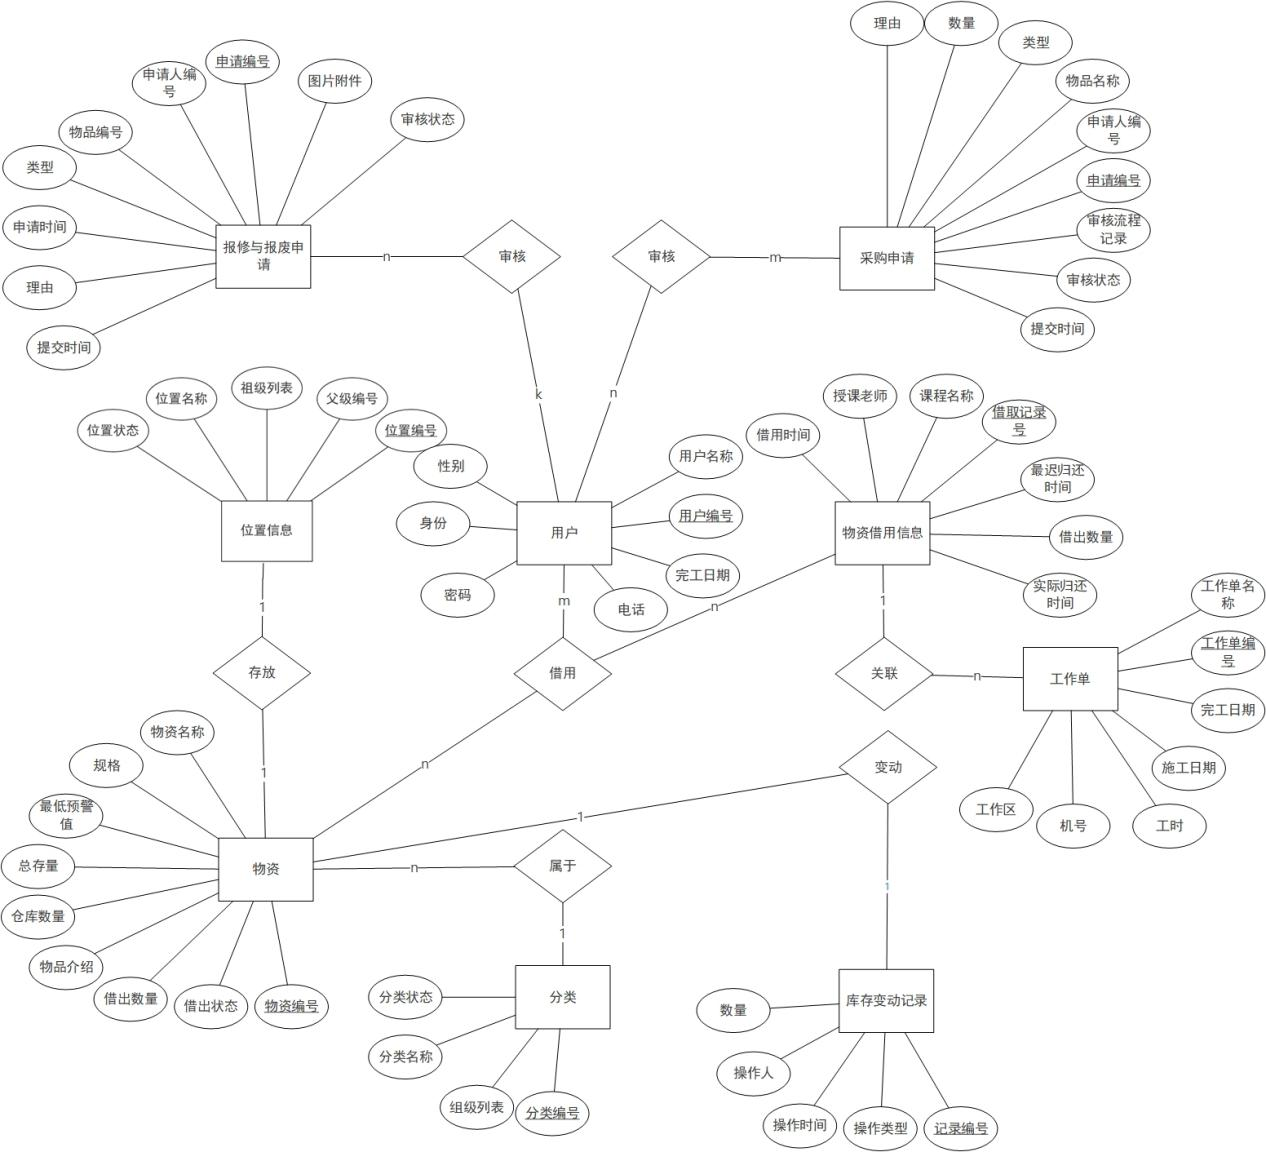 理由
数量
类型
物品名称
申请人编
号
申请编号
审核流程
记录
审核状态
提交时间
采购申请
申请编号
申请人编
号
图片附件
审核状态
物品编号
类型
申请时间
理由
提交时间
报修与报废申
请
n
审核
审核
m
k
n
位置状态
位置名称
祖级列表
父级编号
位置编号
位置信息
性别
身份
密码
用户
用户名称
用户编号
完工日期
电话
m
n
借用时间
授课老师
课程名称
借取记录
号
最迟归还
时间
借出数量
实际归还
时间
物资借用信息
1
1
存放
借用
关联
n
工作单
工作单名
称
工作单编
号
完工日期
施工日期
工时
机号
工作区
1
n
变动
1
物资名称
规格
最低预警
值
总存量
仓库数量
物品介绍
借出数量
借出状态
物资编号
物资
n
属于
1
1
分类
分类状态
分类名称
组级列表
分类编号
库存变动记录
数量
操作人
操作时间
操作类型
记录编号